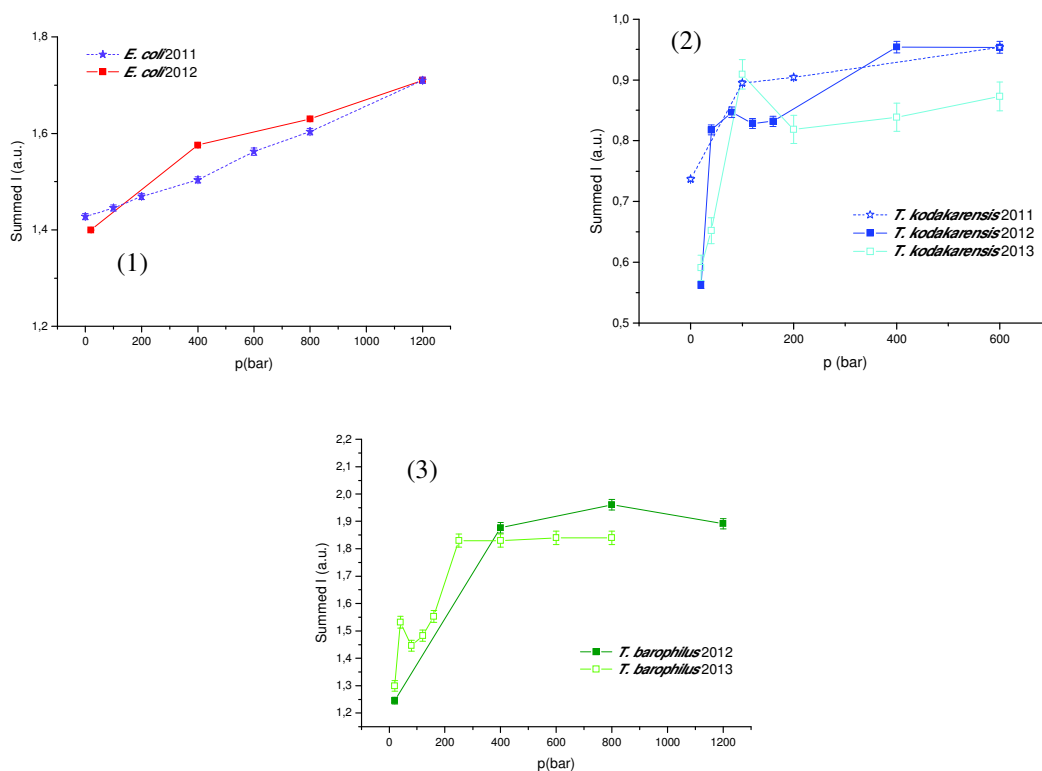 1,8
1,6
1,4
1,2
Summed I (a.u.)
E. coli 2011
E. coli 2012
(1)
0 200 400 600 800 1000 1200
p(bar)
1,0
0,9
0,8
0,7
0,6
0,5
Summed I (a.u.)
(2)
T. kodakarensis 2011
T. kodakarensis 2012
T. kodakarensis 2013
0 200 400 600
p (bar)
2,2
2,1
2,0
1,9
1,8
1,7
1,6
1,5
1,4
1,3
1,2
Summed I (a.u.)
(3)
T. barophilus 2012
T. barophilus 2013
0 200 400 600 800 1000 1200
p(bar)